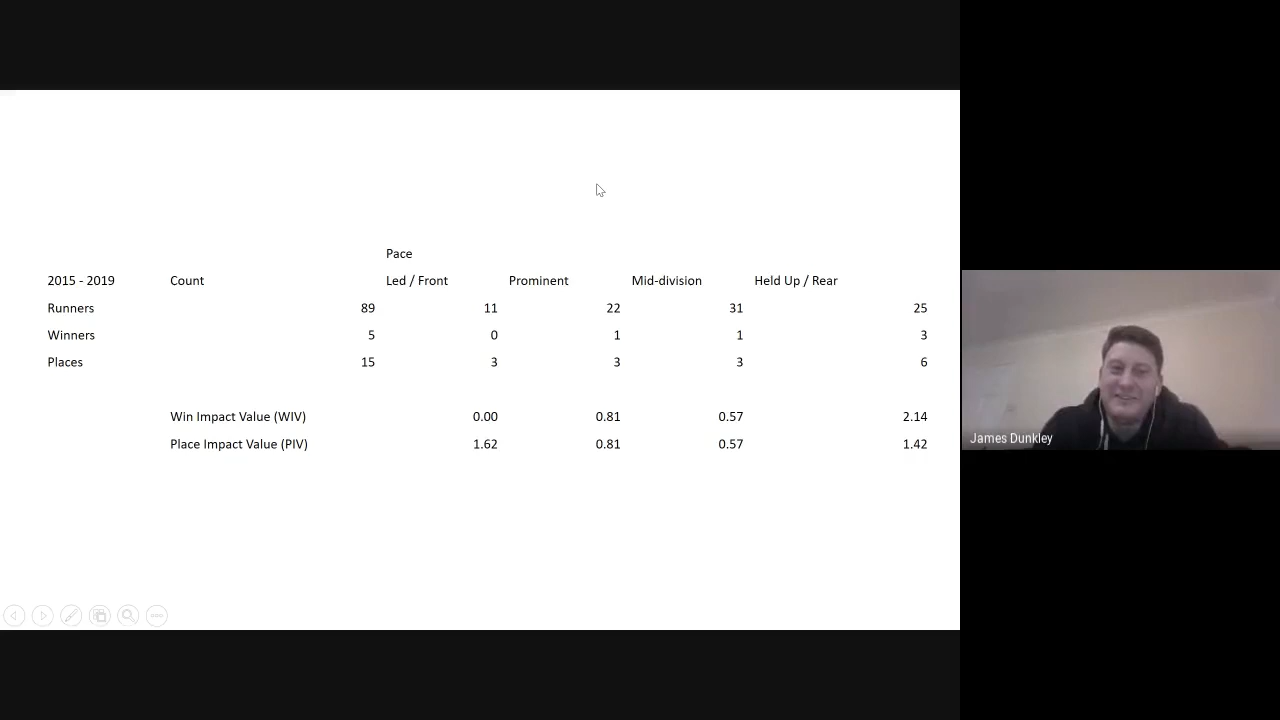 Pace
2015 - 2019 Count Led / Front Prominent Mid-division Held Up / Rear
Runners 89 11 22 31 25
Winners 5 0 1 1 3
Places 15 3 3 3 6
Win Impact Value (WIV) 0.00 0.81 0.57 2.14
Place Impact Value (PIV) 1.62 0.81 0.57 1.42
James Dunkley